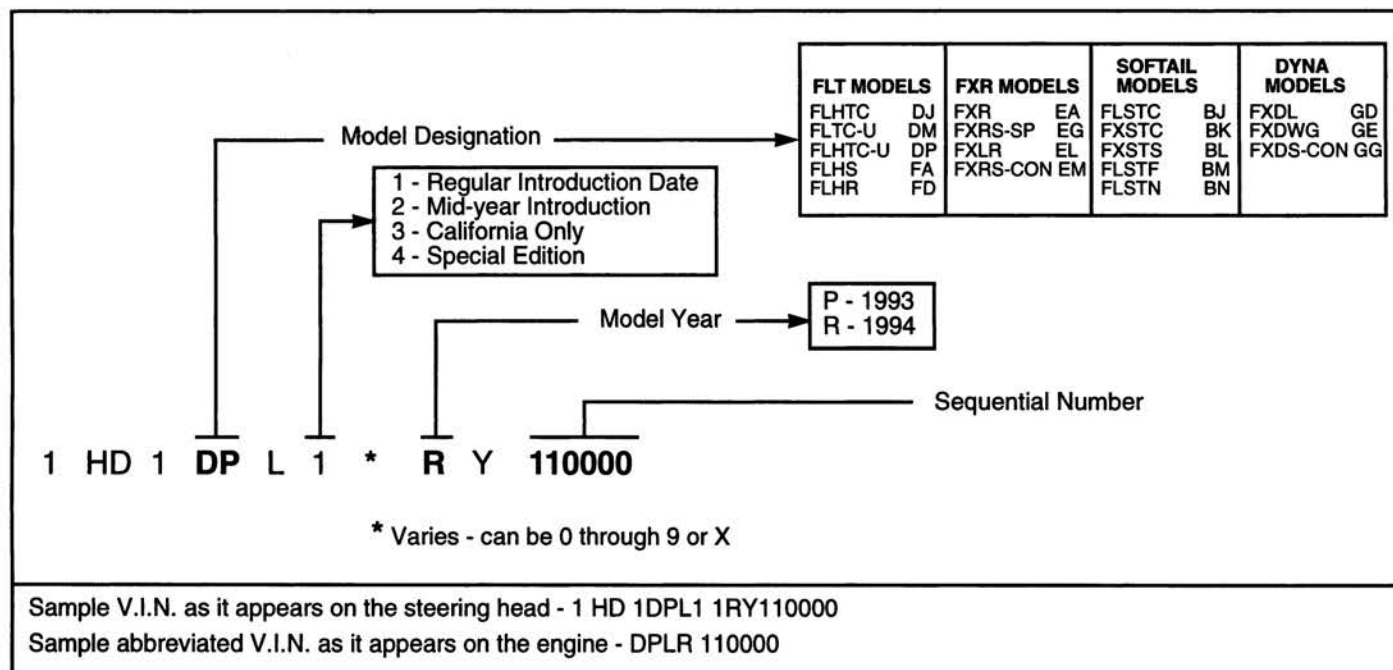 FLT MODELS
FLHTC DJ
FLTC-U DM
FLHTC-U DP
FLHS FA
FLHR FD
FXR MODELS
FXR EA
FXRS-SP EG
FXLR EL
FXRS-CON EM
SOFTAIL
MODELS
FLSTC BJ
FXSTC BK
FXSTS BL
FLSTF BM
FLSTN BN
DYNA
MODELS
FXDL GD
FXDWG GE
FXDS-CON GG
Model Designation
1 - Regular Introduction Date
2 - Mid-year Introduction
3 - California Only
4 - Special Edition
Model Year
P - 1993
R - 1994
Sequential Number
1 HD 1 DP L 1 * R Y 110000
* Varies - can be 0 through 9 or X
Sample V.I.N. as it appears on the steering head - 1 HD 1DPL1 1RY110000
Sample abbreviated V.I.N. as it appears on the engine - DPLR 110000